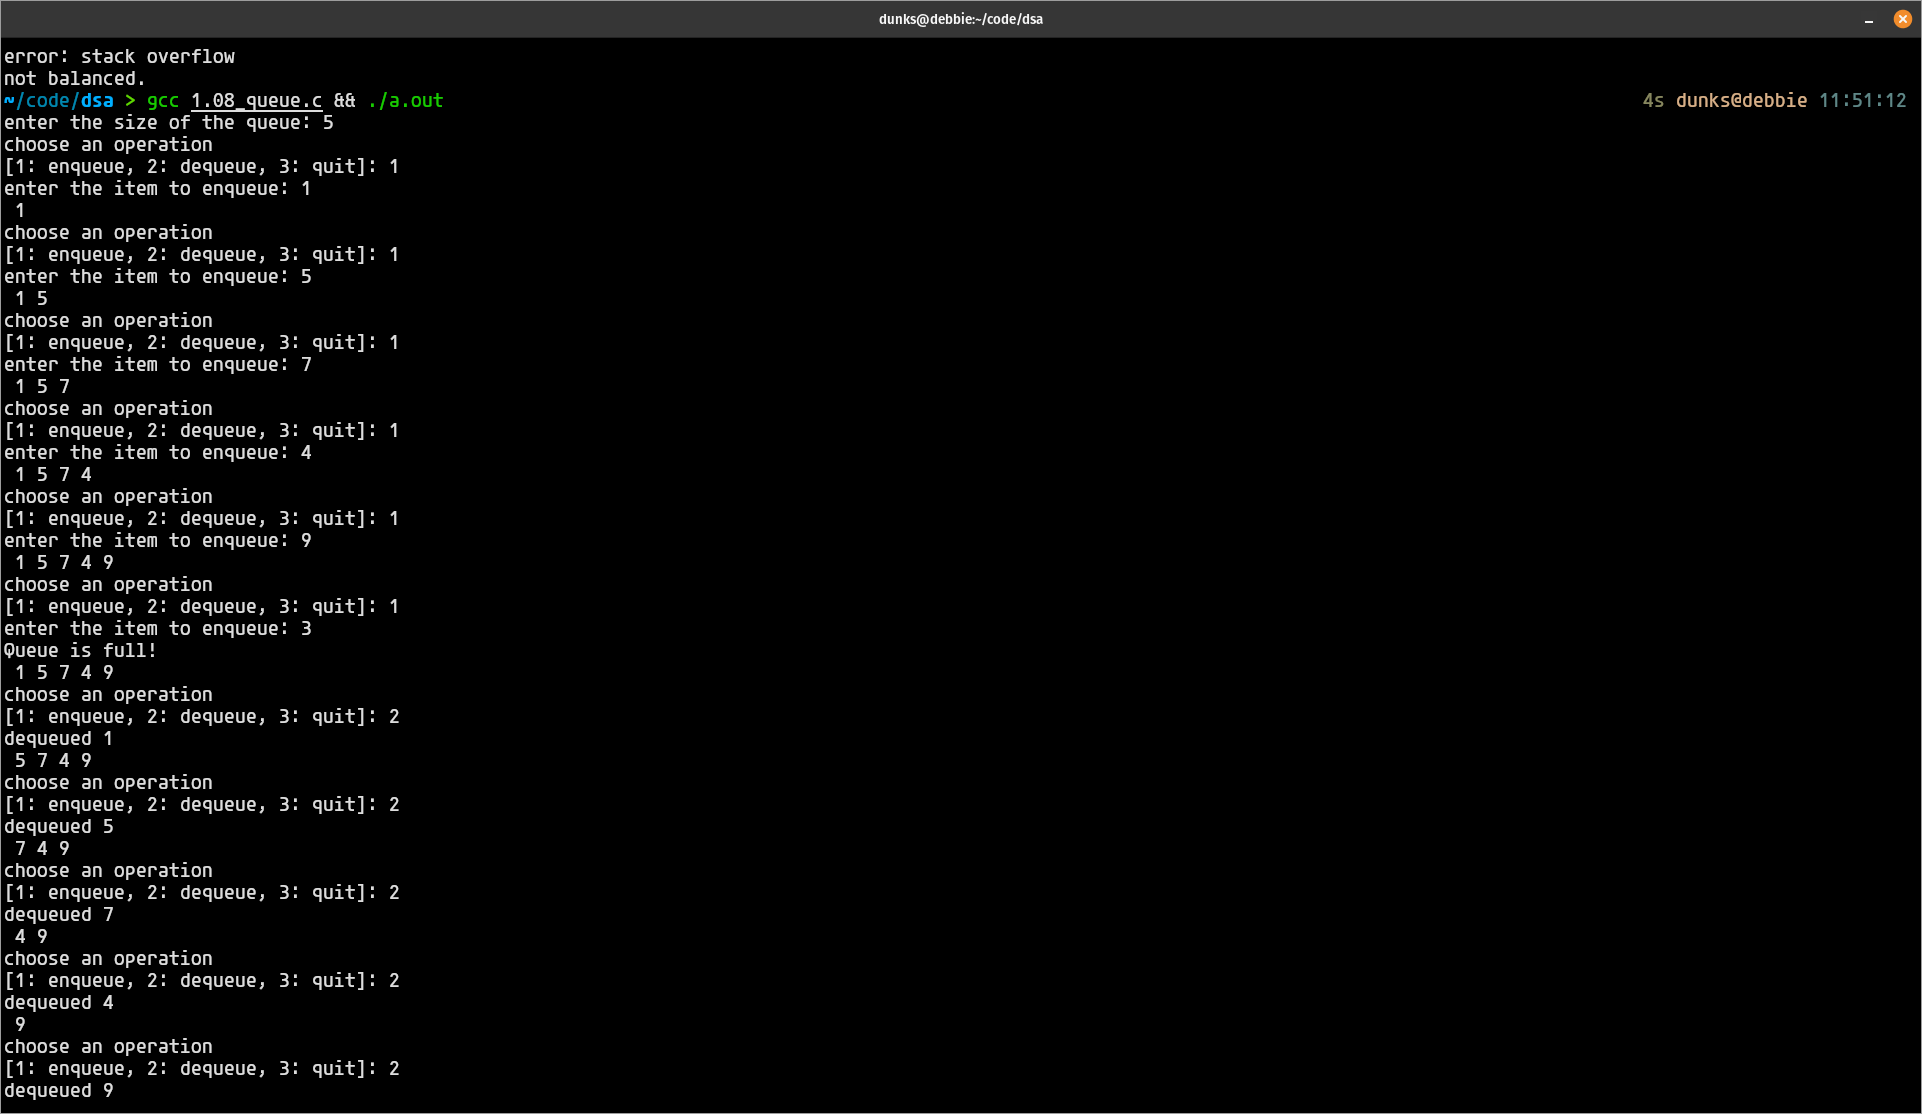 dunks@debbie:~/code/dsa
error: stack overflow
not balanced.
~/code/dsa > gcc 1.08_queue.c && ./a.out 4s dunks@debbie 11:51:12
enter the size of the queue: 5
choose an operation
[1: enqueue, 2: dequeue, 3: quit]: 1
enter the item to enqueue: 1
1
choose an operation
[1: enqueue, 2: dequeue, 3: quit]: 1
enter the item to enqueue: 5
1 5
choose an operation
[1: enqueue, 2: dequeue, 3: quit]: 1
enter the item to enqueue: 7
1 5 7
choose an operation
[1: enqueue, 2: dequeue, 3: quit]: 1
enter the item to enqueue: 4
1 5 7 4
choose an operation
[1: enqueue, 2: dequeue, 3: quit]: 1
enter the item to enqueue: 9
1 5 7 4 9
choose an operation
[1: enqueue, 2: dequeue, 3: quit]: 1
enter the item to enqueue: 3
Queue is full!
1 5 7 4 9
choose an operation
[1: enqueue, 2: dequeue, 3: quit]: 2
dequeued 1
5 7 4 9
choose an operation
[1: enqueue, 2: dequeue, 3: quit]: 2
dequeued 5
7 4 9
choose an operation
[1: enqueue, 2: dequeue, 3: quit]: 2
dequeued 7
4 9
choose an operation
[1: enqueue, 2: dequeue, 3: quit]: 2
dequeued 4
9
choose an operation
[1: enqueue, 2: dequeue, 3: quit]: 2
dequeued 9